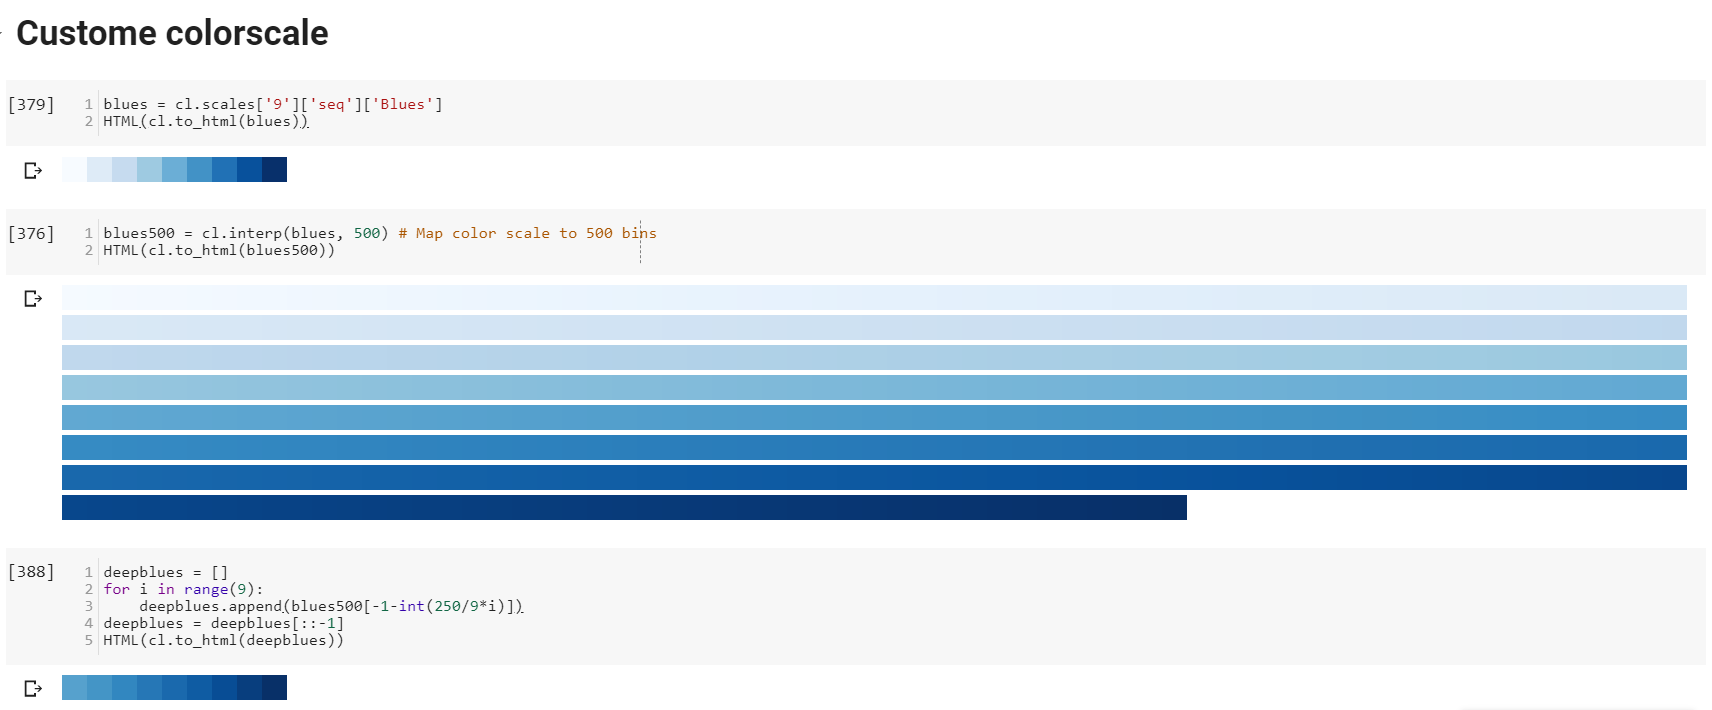 Custome colorscale
[379]
1 blues = cl.scales['9']['seq']['Blues']
2 HTML(cl.to_html(blues))
[376]
1 blues500 = cl.interp(blues, 500) # Map color scale to 500 bins
2 HTML(cl.to_html(blues500))
[388]
1 deepblues = []
2 for i in range(9):
3     deepblues.append(blues500[-1-int(250/9*i)])
4 deepblues = deepblues[::-1]
5 HTML(cl.to_html(deepblues))